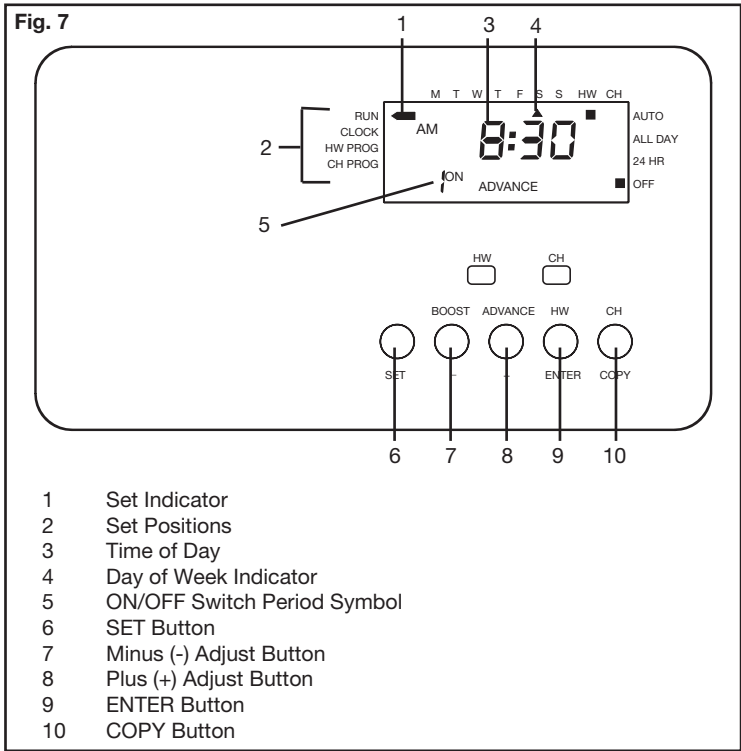 Fig. 7
1 3 4
M T W T F S S HW CH
RUN AUTO
CLOCK AM 8:30 ALL DAY
2 HW PROG 24 HR
CH PROG
1 ON ADVANCE OFF
5
HW CH
BOOST ADVANCE HW CH
SET − + ENTER COPY
6 7 8 9 10
1 Set Indicator
2 Set Positions
3 Time of Day
4 Day of Week Indicator
5 ON/OFF Switch Period Symbol
6 SET Button
7 Minus (-) Adjust Button
8 Plus (+) Adjust Button
9 ENTER Button
10 COPY Button